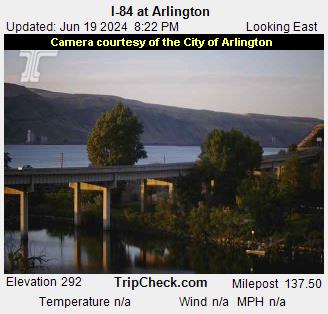 I-84 at Arlington
Updated: Jun 19 2024 8:22 PM Looking East
Camera courtesy of the City of Arlington
Elevation 292 TripCheck.com Milepost 137.50
Temperature n/a Wind n/a MPH n/a